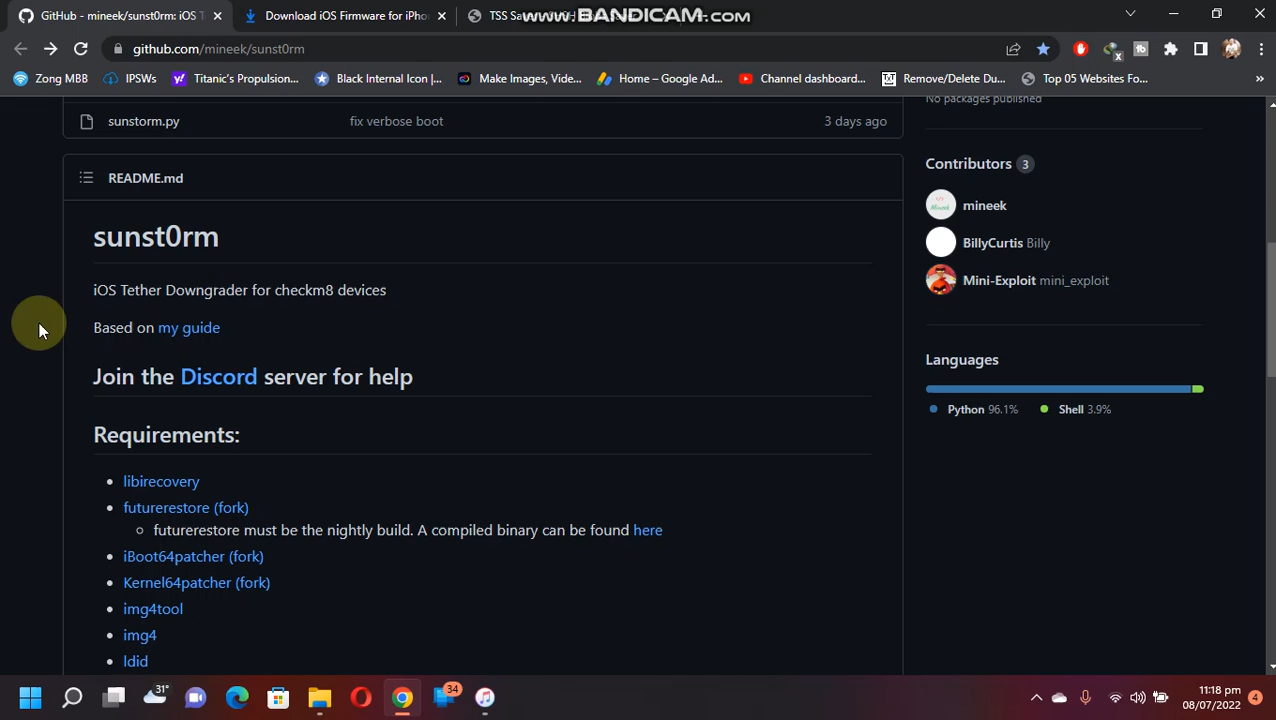 GitHub - mineek/sunst0rm: iOS T
Download iOS Firmware for iPho
TSS Sa
www.BANDICAM.com
github.com/mineek/sunst0rm
Zong MBB
IPSWs
Titanic's Propulsion...
Black Internal Icon |...
Make Images, Vide...
Home – Google Ad...
Channel dashboard...
Remove/Delete Du...
Top 05 Websites Fo...
»
No packages published
sunstorm.py
fix verbose boot
3 days ago
README.md
Contributors 3
mineek
BillyCurtis Billy
Mini-Exploit mini_exploit
Languages
Python 96.1%
Shell 3.9%
sunst0rm
iOS Tether Downgrader for checkm8 devices
Based on my guide
Join the Discord server for help
Requirements:
• libirecovery
• futurerestore (fork)
◦ futurerestore must be the nightly build. A compiled binary can be found here
• iBoot64patcher (fork)
• Kernel64patcher (fork)
• img4tool
• img4
• ldid
31°
34
11:18 pm
08/07/2022
4